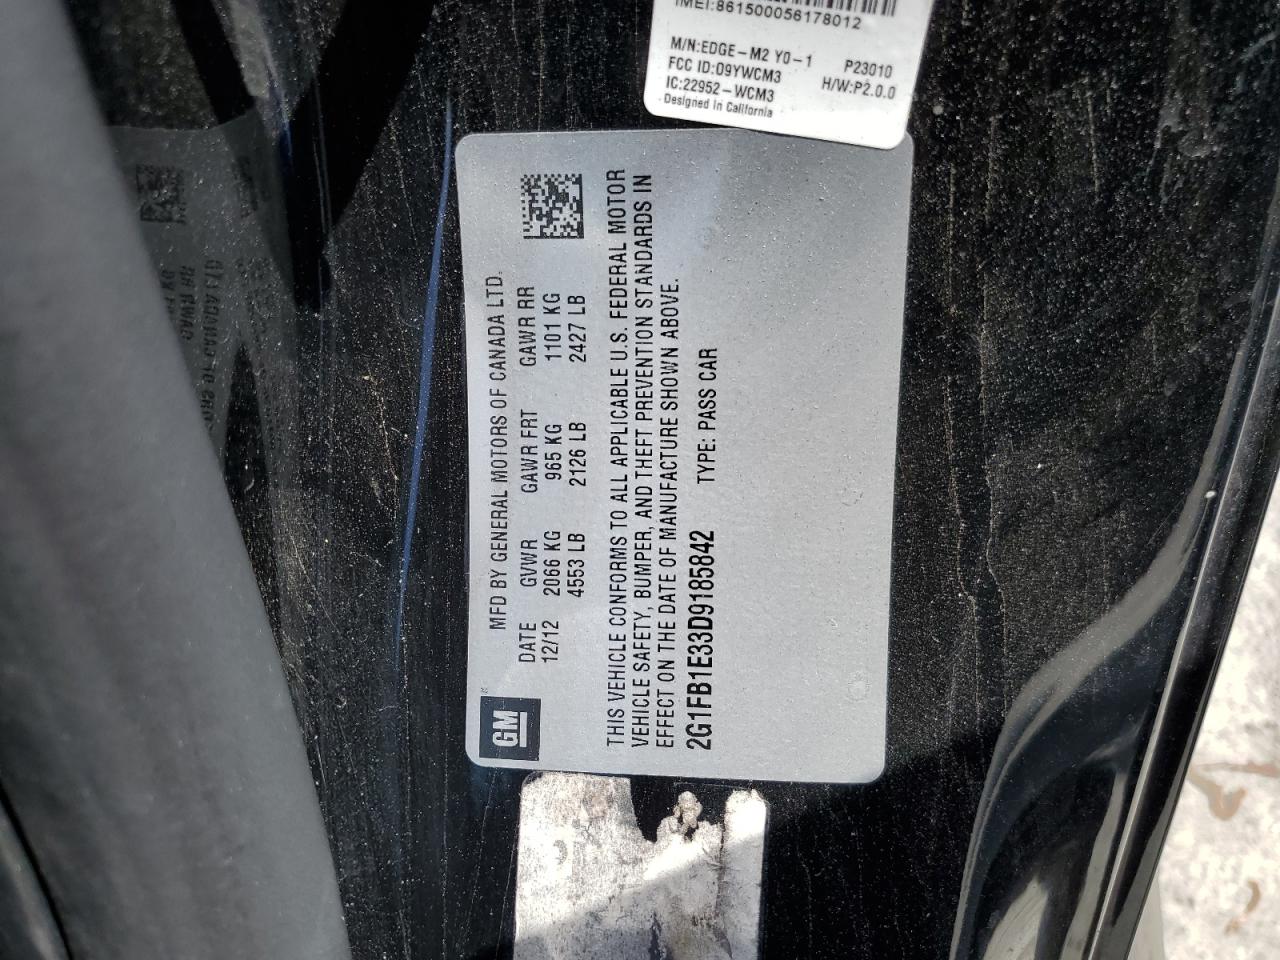 IMEI:861500056178012
M/N:EDGE-M2 Y0-1 P23010
FCC ID:O9YWCM3 H/W:P2.0.0
IC:22952-WCM3
Designed in California
GM
MFD BY GENERAL MOTORS OF CANADA LTD.
DATE GVWR GAWR FRT GAWR RR
12/12 2066 KG 965 KG 1101 KG
4553 LB 2126 LB 2427 LB
THIS VEHICLE CONFORMS TO ALL APPLICABLE U.S. FEDERAL MOTOR
VEHICLE SAFETY, BUMPER, AND THEFT PREVENTION STANDARDS IN
EFFECT ON THE DATE OF MANUFACTURE SHOWN ABOVE.
2G1FB1E33D9185842 TYPE: PASS CAR